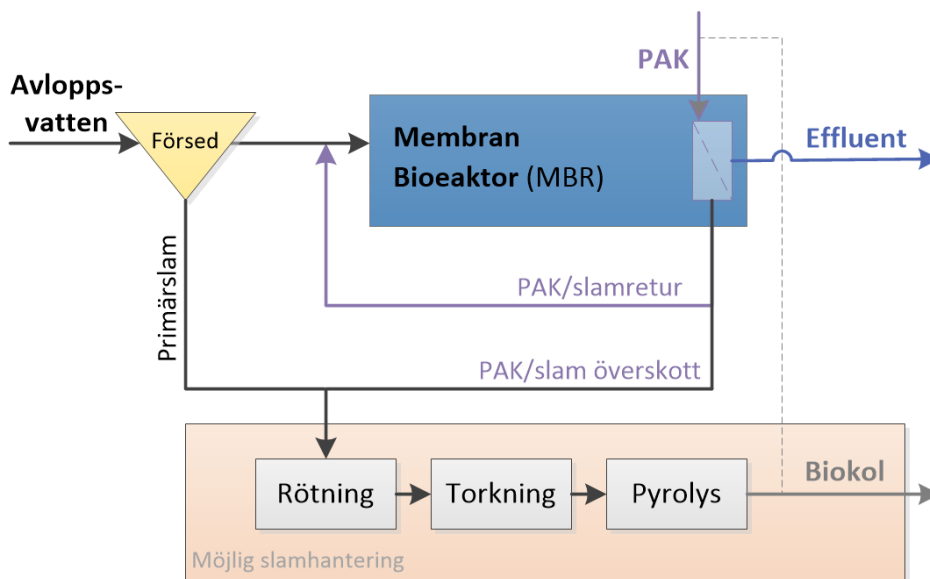 PAK
Avlopps-
vatten
Försed
Membran
Bioeaktor (MBR)
Effluent
Primärslam
PAK/slamretur
PAK/slam överskott
Rötning
Torkning
Pyrolys
Biokol
Möjlig slamhantering